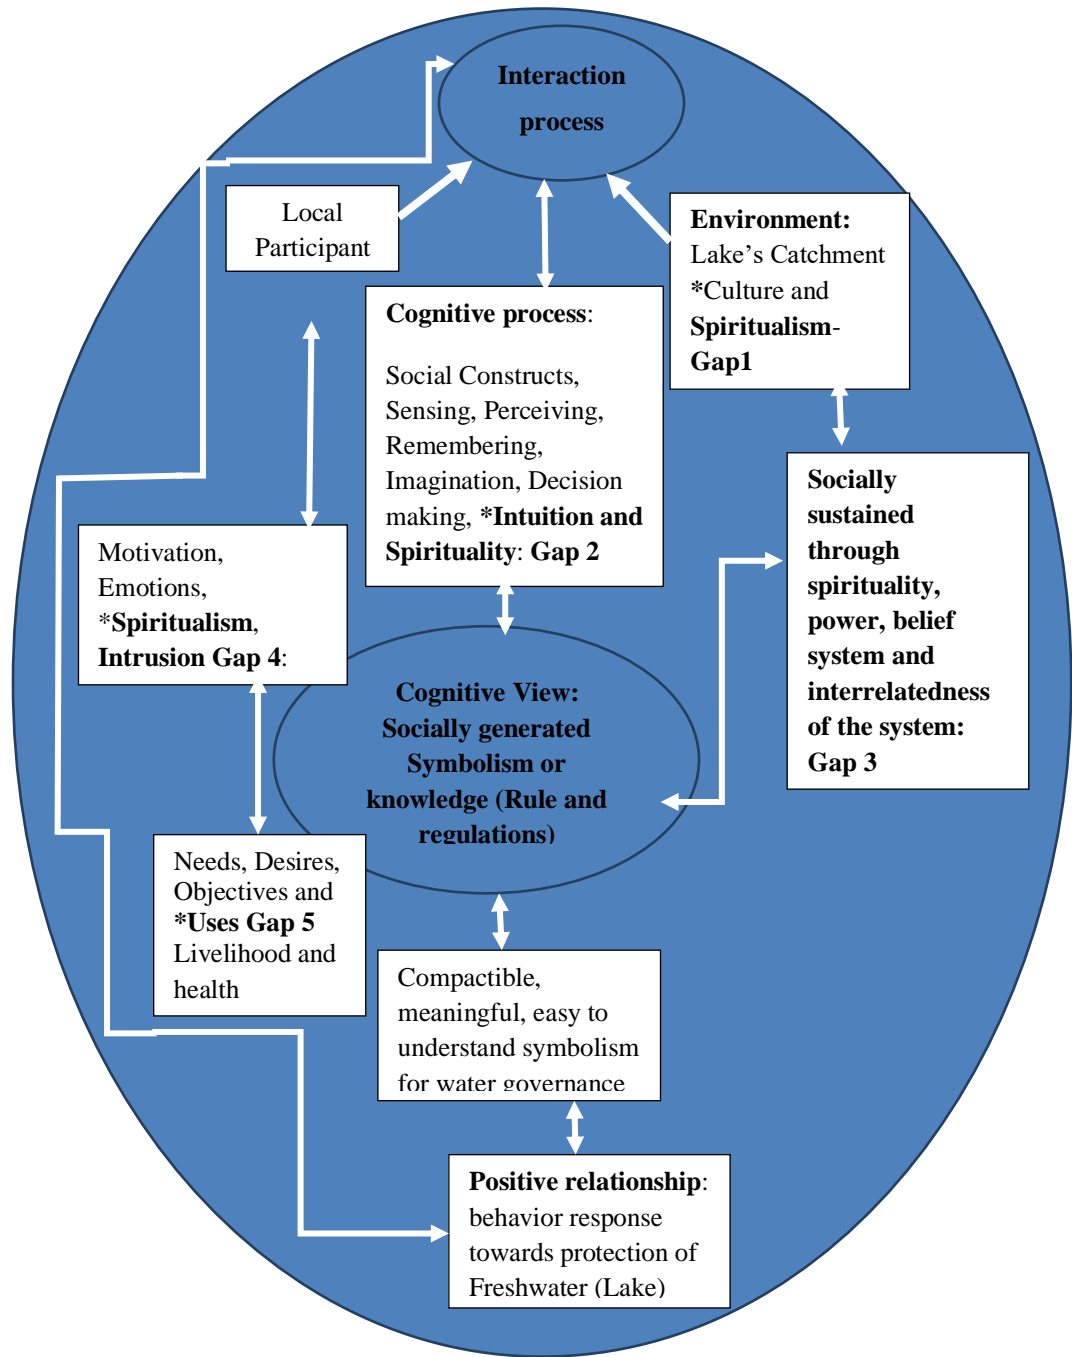 Interaction
process
Local
Participant
Environment:
Lake’s Catchment
*Culture and
Spiritualism-
Gap1
Cognitive process:
Social Constructs,
Sensing, Perceiving,
Remembering,
Imagination, Decision
making, *Intuition and
Spirituality: Gap 2
Socially
sustained
through
spirituality,
power, belief
system and
interrelatedness
of the system:
Gap 3
Motivation,
Emotions,
*Spiritualism,
Intrusion Gap 4:
Cognitive View:
Socially generated
Symbolism or
knowledge (Rule and
regulations)
Needs, Desires,
Objectives and
*Uses Gap 5
Livelihood and
health
Compactible,
meaningful, easy to
understand symbolism
for water governance
Positive relationship:
behavior response
towards protection of
Freshwater (Lake)